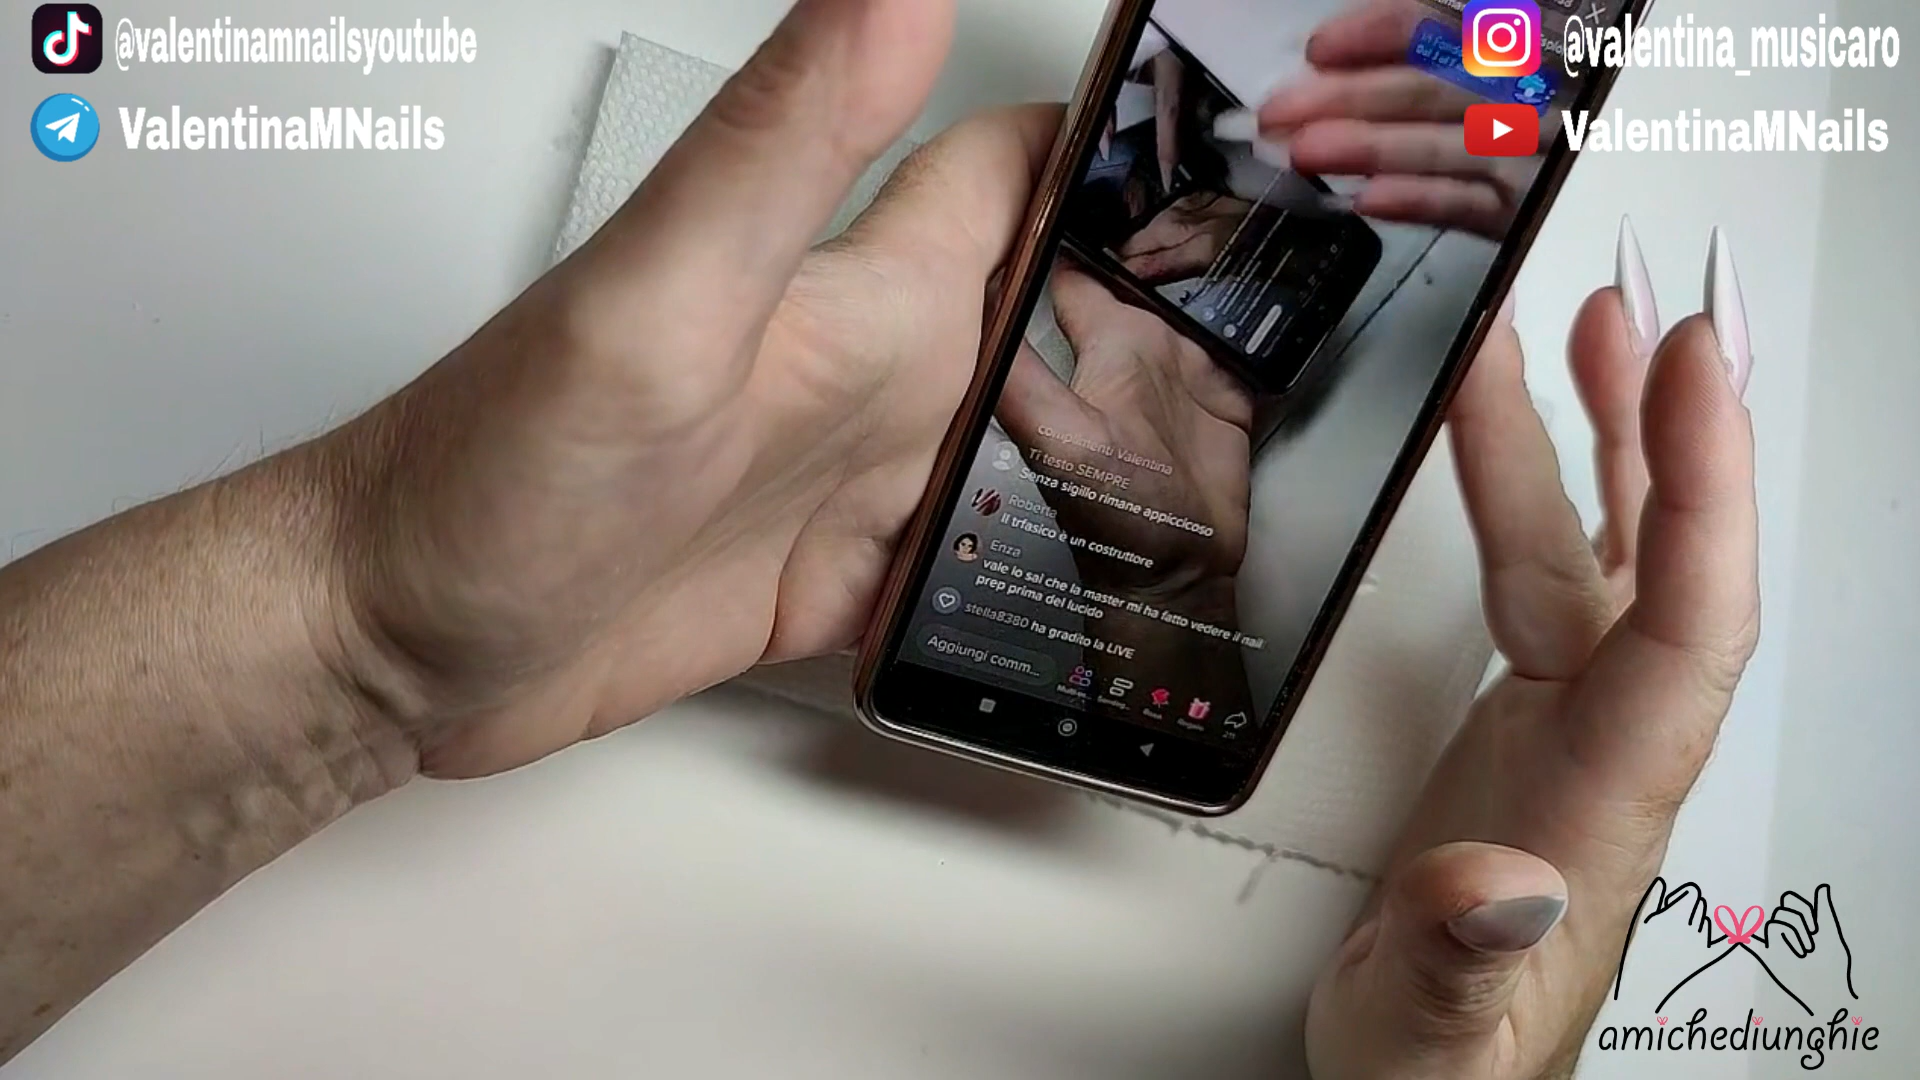 @valentinamnailsyoutube
ValentinaMNails
@valentina_musicaro
ValentinaMNails
complimenti Valentina
Ti testo SEMPRE
Senza sigillo rimane appiccicoso
Roberta
Il trfasico è un costruttore
Enza
vale lo sai che la master mi ha fatto vedere il nail
prep prima del lucido
stella8380 ha gradito la LIVE
Aggiungi comm...
amichediunghie